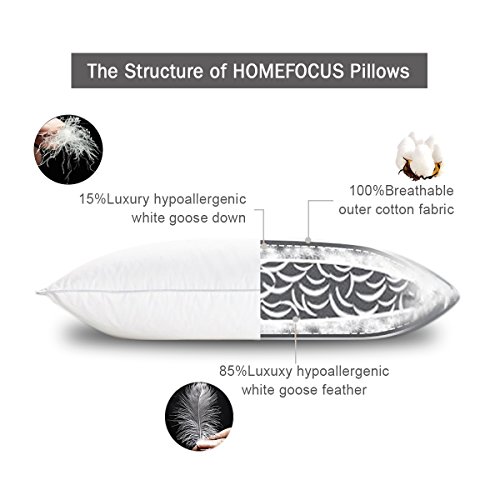 The Structure of HOMEFOCUS Pillows
15%Luxury hypoallergenic
white goose down
100%Breathable
outer cotton fabric
85%Luxuxy hypoallergenic
white goose feather